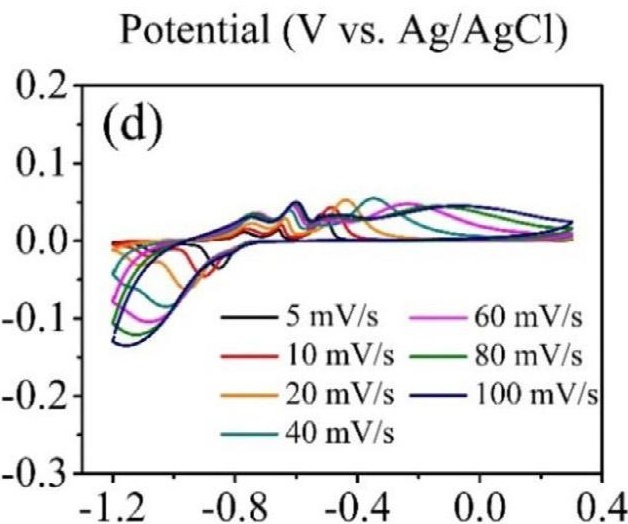 Potential (V vs. Ag/AgCl)
0.2
(d)
0.1
0.0
-0.1
5 mV/s 60 mV/s
10 mV/s 80 mV/s
-0.2
20 mV/s 100 mV/s
40 mV/s
-0.3
-1.2 -0.8 -0.4 0.0 0.4